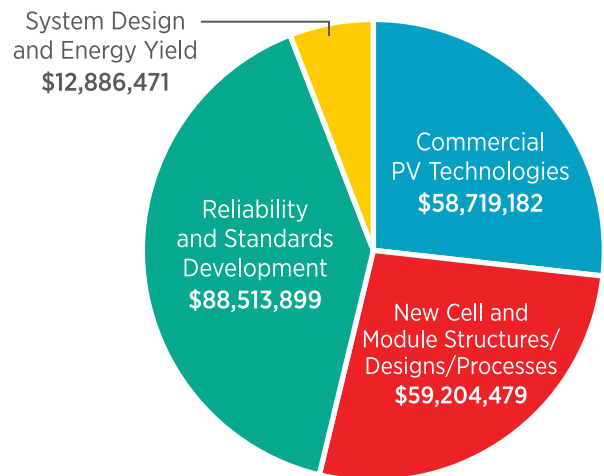 System Design
and Energy Yield
$12,886,471
Commercial
PV Technologies
$58,719,182
Reliability
and Standards
Development
$88,513,899
New Cell and
Module Structures/
Designs/Processes
$59,204,479